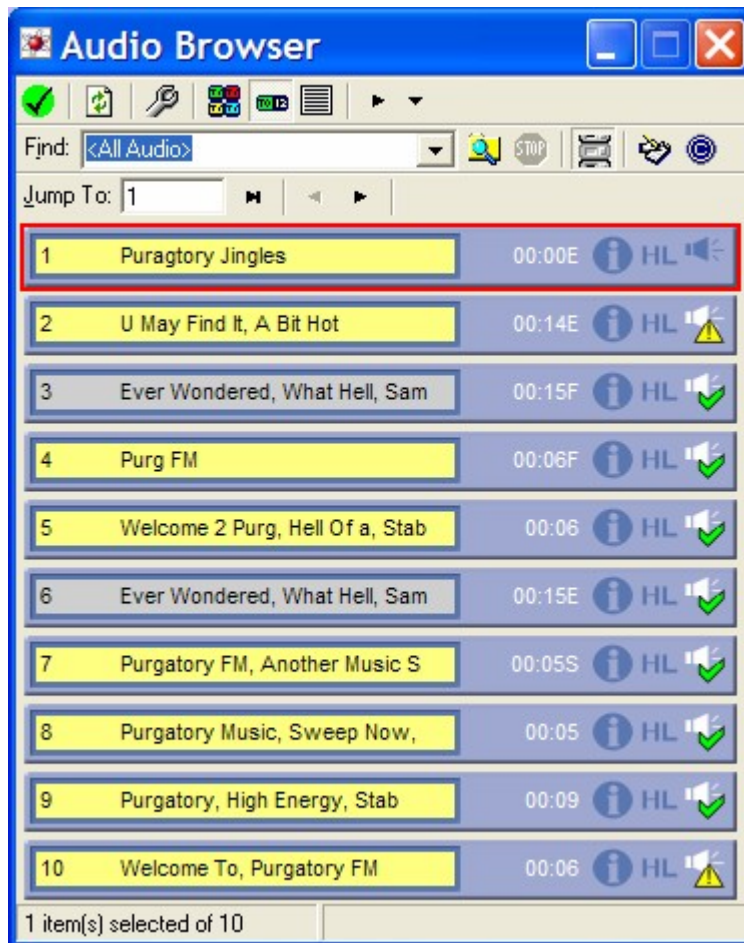 Audio Browser
Find: <All Audio> STOP
Jump To: 1
1 Puragtory Jingles 00:00E HL
2 U May Find It, A Bit Hot 00:14E HL
3 Ever Wondered, What Hell, Sam 00:15F HL
4 Purg FM 00:06F HL
5 Welcome 2 Purg, Hell Of a, Stab 00:06 HL
6 Ever Wondered, What Hell, Sam 00:15E HL
7 Purgatory FM, Another Music S 00:05S HL
8 Purgatory Music, Sweep Now, 00:05 HL
9 Purgatory, High Energy, Stab 00:09 HL
10 Welcome To, Purgatory FM 00:06 HL
1 item(s) selected of 10